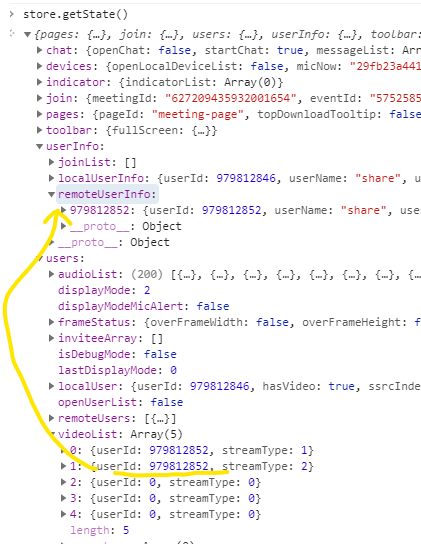 store.getState()
{pages: {…}, join: {…}, users: {…}, userInfo: {…}, toolbar:
chat: {openChat: false, startChat: true, messageList: Arr
devices: {openLocalDeviceList: false, micNow: "29fb23a441
indicator: {indicatorList: Array(0)}
join: {meetingId: "627209435932001654", eventId: "5752585
pages: {pageId: "meeting-page", topDownloadTooltip: false
toolbar: {fullScreen: {…}}
userInfo:
joinList: []
localUserInfo: {userId: 979812846, userName: "share", u
remoteUserInfo:
979812852: {userId: 979812852, userName: "share", use
__proto__: Object
__proto__: Object
users:
audioList: (200) [{…}, {…}, {…}, {…}, {…}, {…}, {…}, {…
displayMode: 2
displayModeMicAlert: false
frameStatus: {overFrameWidth: false, overFrameHeight: f
inviteeArray: []
isDebugMode: false
lastDisplayMode: 0
localUser: {userId: 979812846, hasVideo: true, ssrcInde
openUserList: false
remoteUsers: [{…}]
videoList: Array(5)
0: {userId: 979812852, streamType: 1}
1: {userId: 979812852, streamType: 2}
2: {userId: 0, streamType: 0}
3: {userId: 0, streamType: 0}
4: {userId: 0, streamType: 0}
length: 5